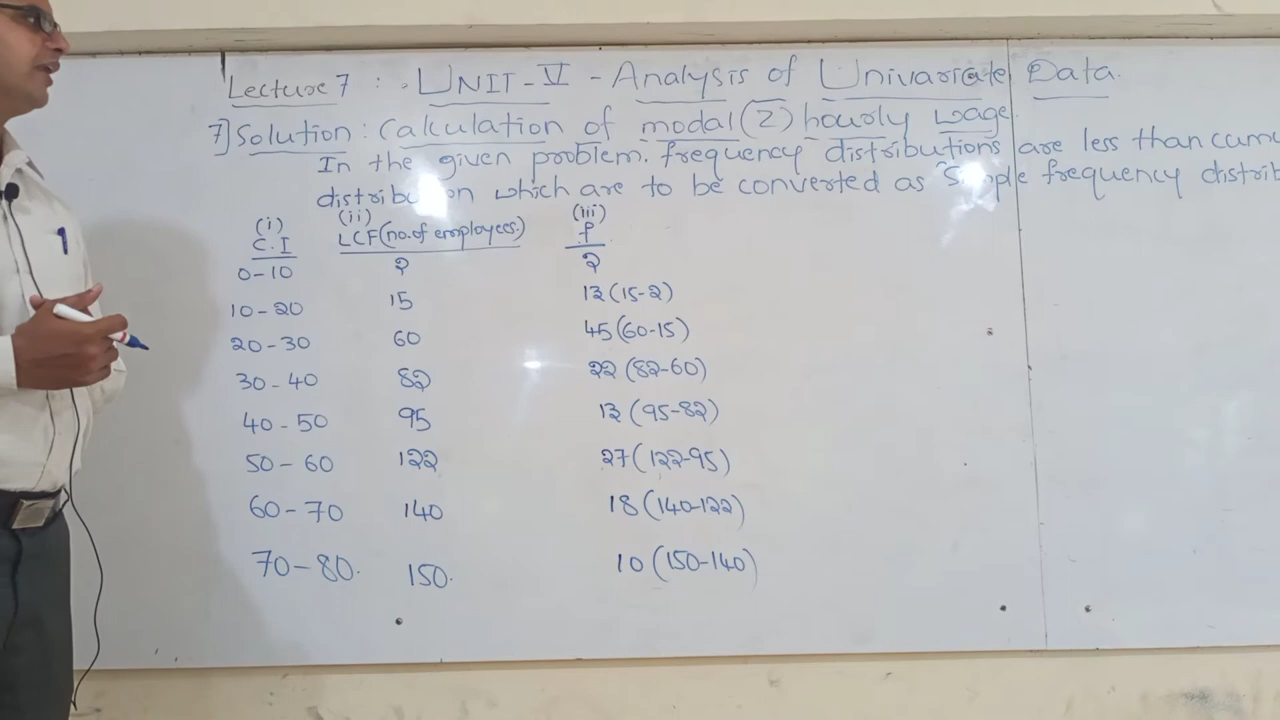 Lecture 7 : . UNIT - V - Analysis of Univariate Data.
7] Solution : Calculation of modal (Z) hourly wage.
In the given problem. frequency distributions are less than
which are to be converted as frequency
(i) (ii) (iii)
C.I LCF (no. of employees.) f
0-10 2 2
10-20 15 13 (15-2)
20-30 60 45 (60-15)
30-40 82 22 (82-60)
40-50 95 13 (95-82)
50-60 122 27 (122-95)
60-70 140 18 (140-122)
70-80. 150. 10 (150-140)